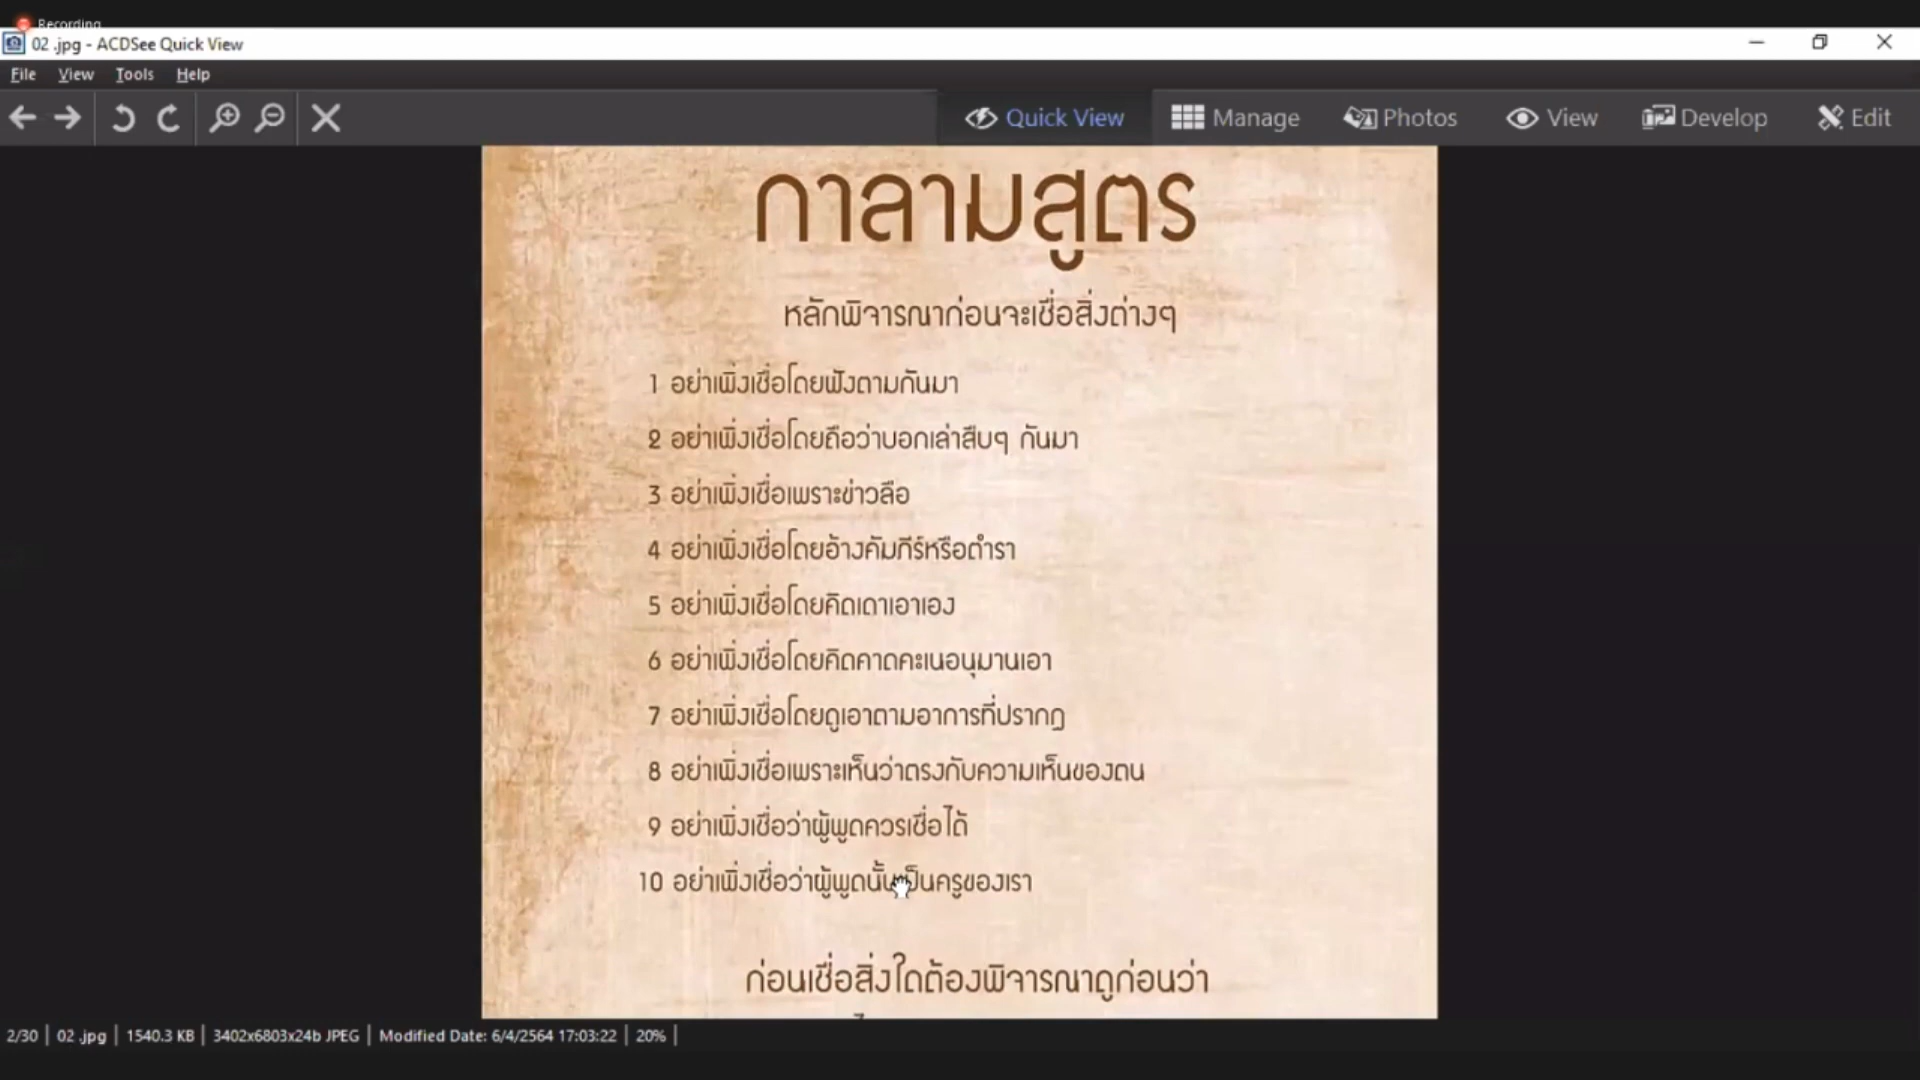 Recording
02 .jpg - ACDSee Quick View
File View Tools Help
Quick View Manage Photos View Develop Edit
กาลามสูตร
หลักพิจารณาก่อนจะเชื่อสิ่งต่างๆ
1 อย่าเพิ่งเชื่อโดยฟังตามกันมา
2 อย่าเพิ่งเชื่อโดยถือว่าบอกเล่าสืบๆ กันมา
3 อย่าเพิ่งเชื่อเพราะข่าวลือ
4 อย่าเพิ่งเชื่อโดยอ้างคัมภีร์หรือตำรา
5 อย่าเพิ่งเชื่อโดยคิดเดาเอาเอง
6 อย่าเพิ่งเชื่อโดยคิดคาดคะเนอนุมานเอา
7 อย่าเพิ่งเชื่อโดยดูเอาตามอาการที่ปรากฏ
8 อย่าเพิ่งเชื่อเพราะเห็นว่าตรงกับความเห็นของตน
9 อย่าเพิ่งเชื่อว่าผู้พูดควรเชื่อได้
10 อย่าเพิ่งเชื่อว่าผู้พูดนั้นเป็นครูของเรา
ก่อนเชื่อสิ่งใดต้องพิจารณาดูก่อนว่า
2/30 | 02 .jpg | 1540.3 KB | 3402x6803x24b JPEG | Modified Date: 6/4/2564 17:03:22 | 20% |